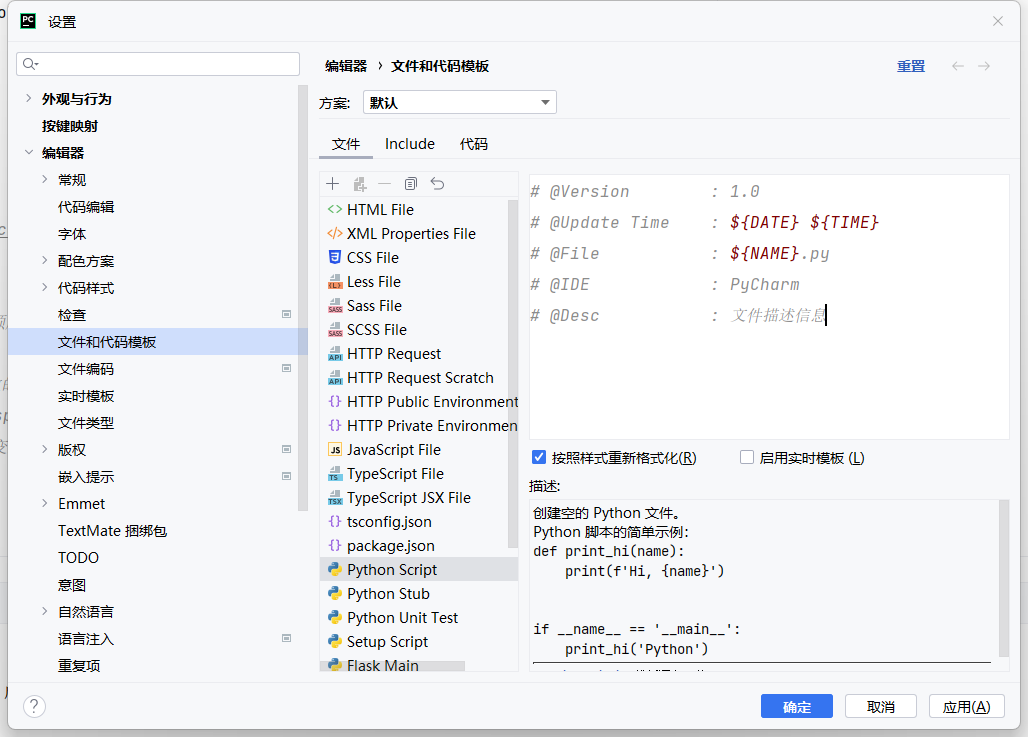 设置
编辑器 › 文件和代码模板
重置
方案:
默认
外观与行为
按键映射
编辑器
常规
代码编辑
字体
配色方案
代码样式
检查
文件和代码模板
文件编码
实时模板
文件类型
版权
嵌入提示
Emmet
TextMate 捆绑包
TODO
意图
自然语言
语言注入
重复项
文件
Include
代码
HTML File
XML Properties File
CSS File
Less File
Sass File
SCSS File
HTTP Request
HTTP Request Scratch
HTTP Public Environment
HTTP Private Environmen
JavaScript File
TypeScript File
TypeScript JSX File
tsconfig.json
package.json
Python Script
Python Stub
Python Unit Test
Setup Script
Flask Main
# @Version : 1.0
# @Update Time : ${DATE} ${TIME}
# @File : ${NAME}.py
# @IDE : PyCharm
# @Desc : 文件描述信息
按照样式重新格式化(R)
启用实时模板 (L)
描述:
创建空的 Python 文件。
Python 脚本的简单示例:
def print_hi(name):
print(f'Hi, {name}')
if __name__ == '__main__':
print_hi('Python')
?
确定
取消
应用(A)